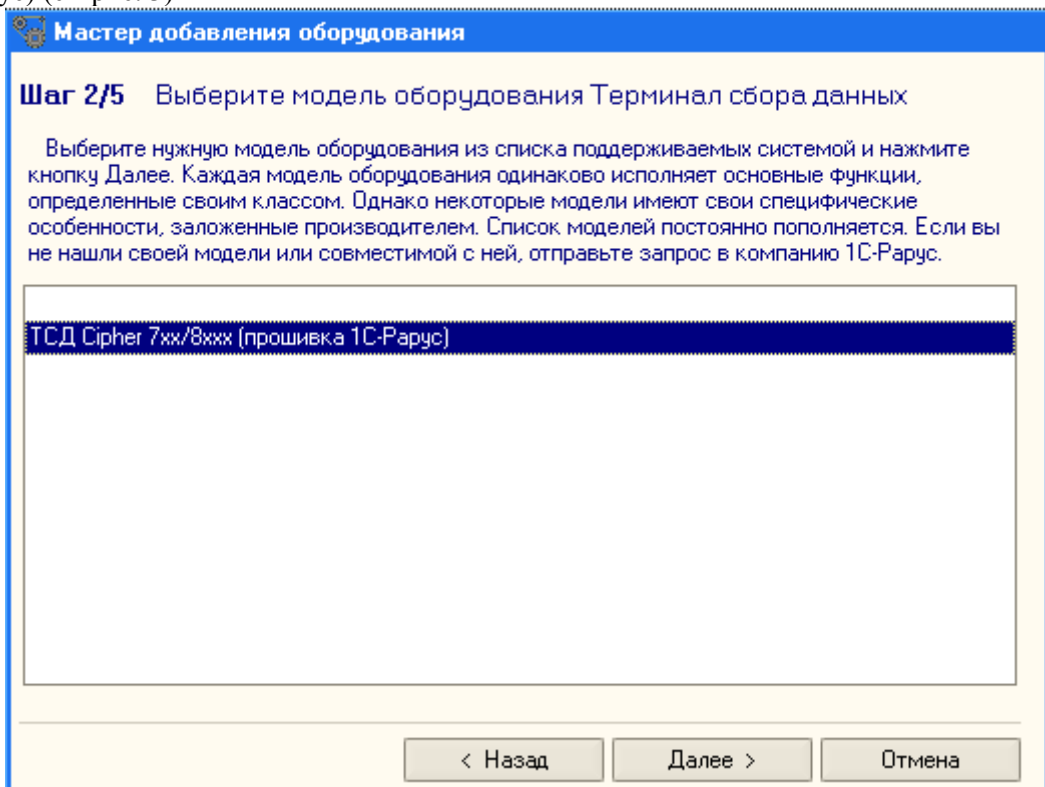 Мастер добавления оборудования
Шаг 2/5 Выберите модель оборудования Терминал сбора данных
Выберите нужную модель оборудования из списка поддерживаемых системой и нажмите
кнопку Далее. Каждая модель оборудования одинаково исполняет основные функции,
определенные своим классом. Однако некоторые модели имеют свои специфические
особенности, заложенные производителем. Список моделей постоянно пополняется. Если вы
не нашли своей модели или совместимой с ней, отправьте запрос в компанию 1С-Рарус.
ТСД Cipher 7xx/8xxx (прошивка 1С-Рарус)
< Назад Далее > Отмена